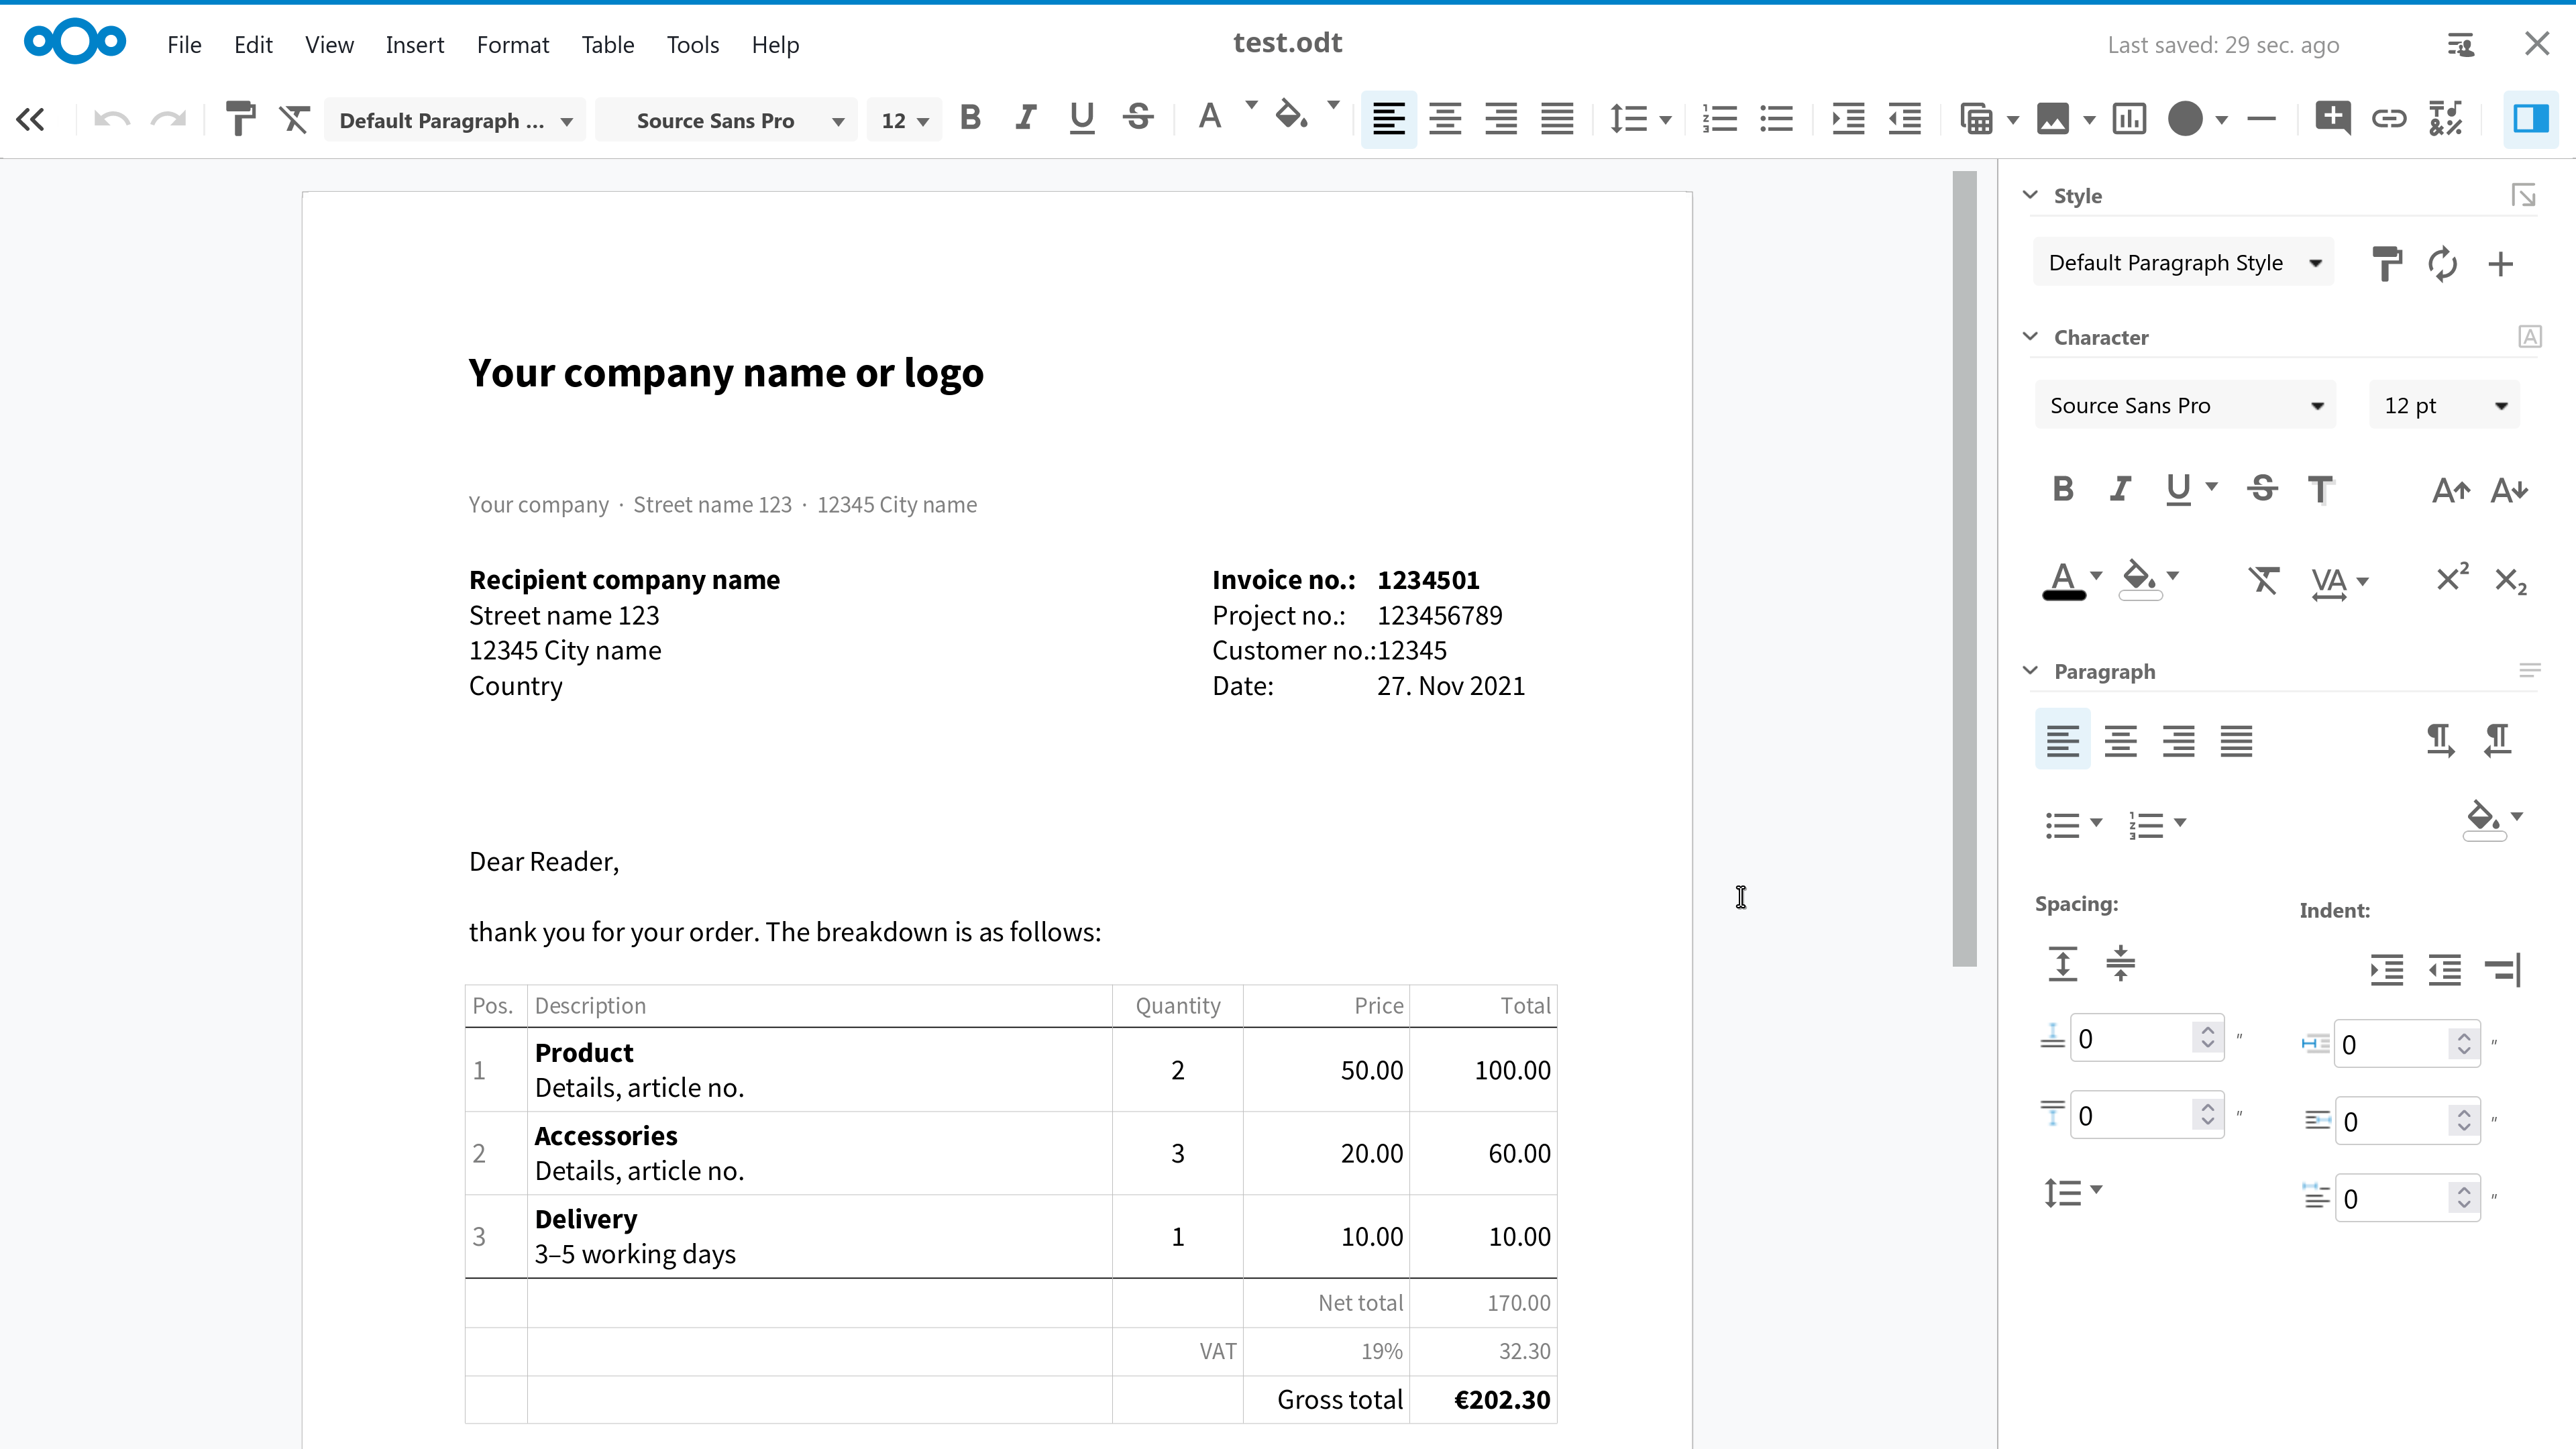 File Edit View Insert Format Table Tools Help test.odt Last saved: 29 sec. ago
Default Paragraph ... Source Sans Pro 12
Style
Default Paragraph Style
Character
Source Sans Pro 12 pt
Paragraph
Spacing: Indent:
0 " 0 "
0 " 0 "
0 "
Your company name or logo
Your company · Street name 123 · 12345 City name
Recipient company name
Street name 123
12345 City name
Country
Invoice no.: 1234501
Project no.: 123456789
Customer no.:12345
Date: 27. Nov 2021
Dear Reader,
thank you for your order. The breakdown is as follows:
Pos. Description Quantity Price Total
1 Product 2 50.00 100.00
Details, article no.
2 Accessories 3 20.00 60.00
Details, article no.
3 Delivery 1 10.00 10.00
3–5 working days
Net total 170.00
VAT 19% 32.30
Gross total €202.30